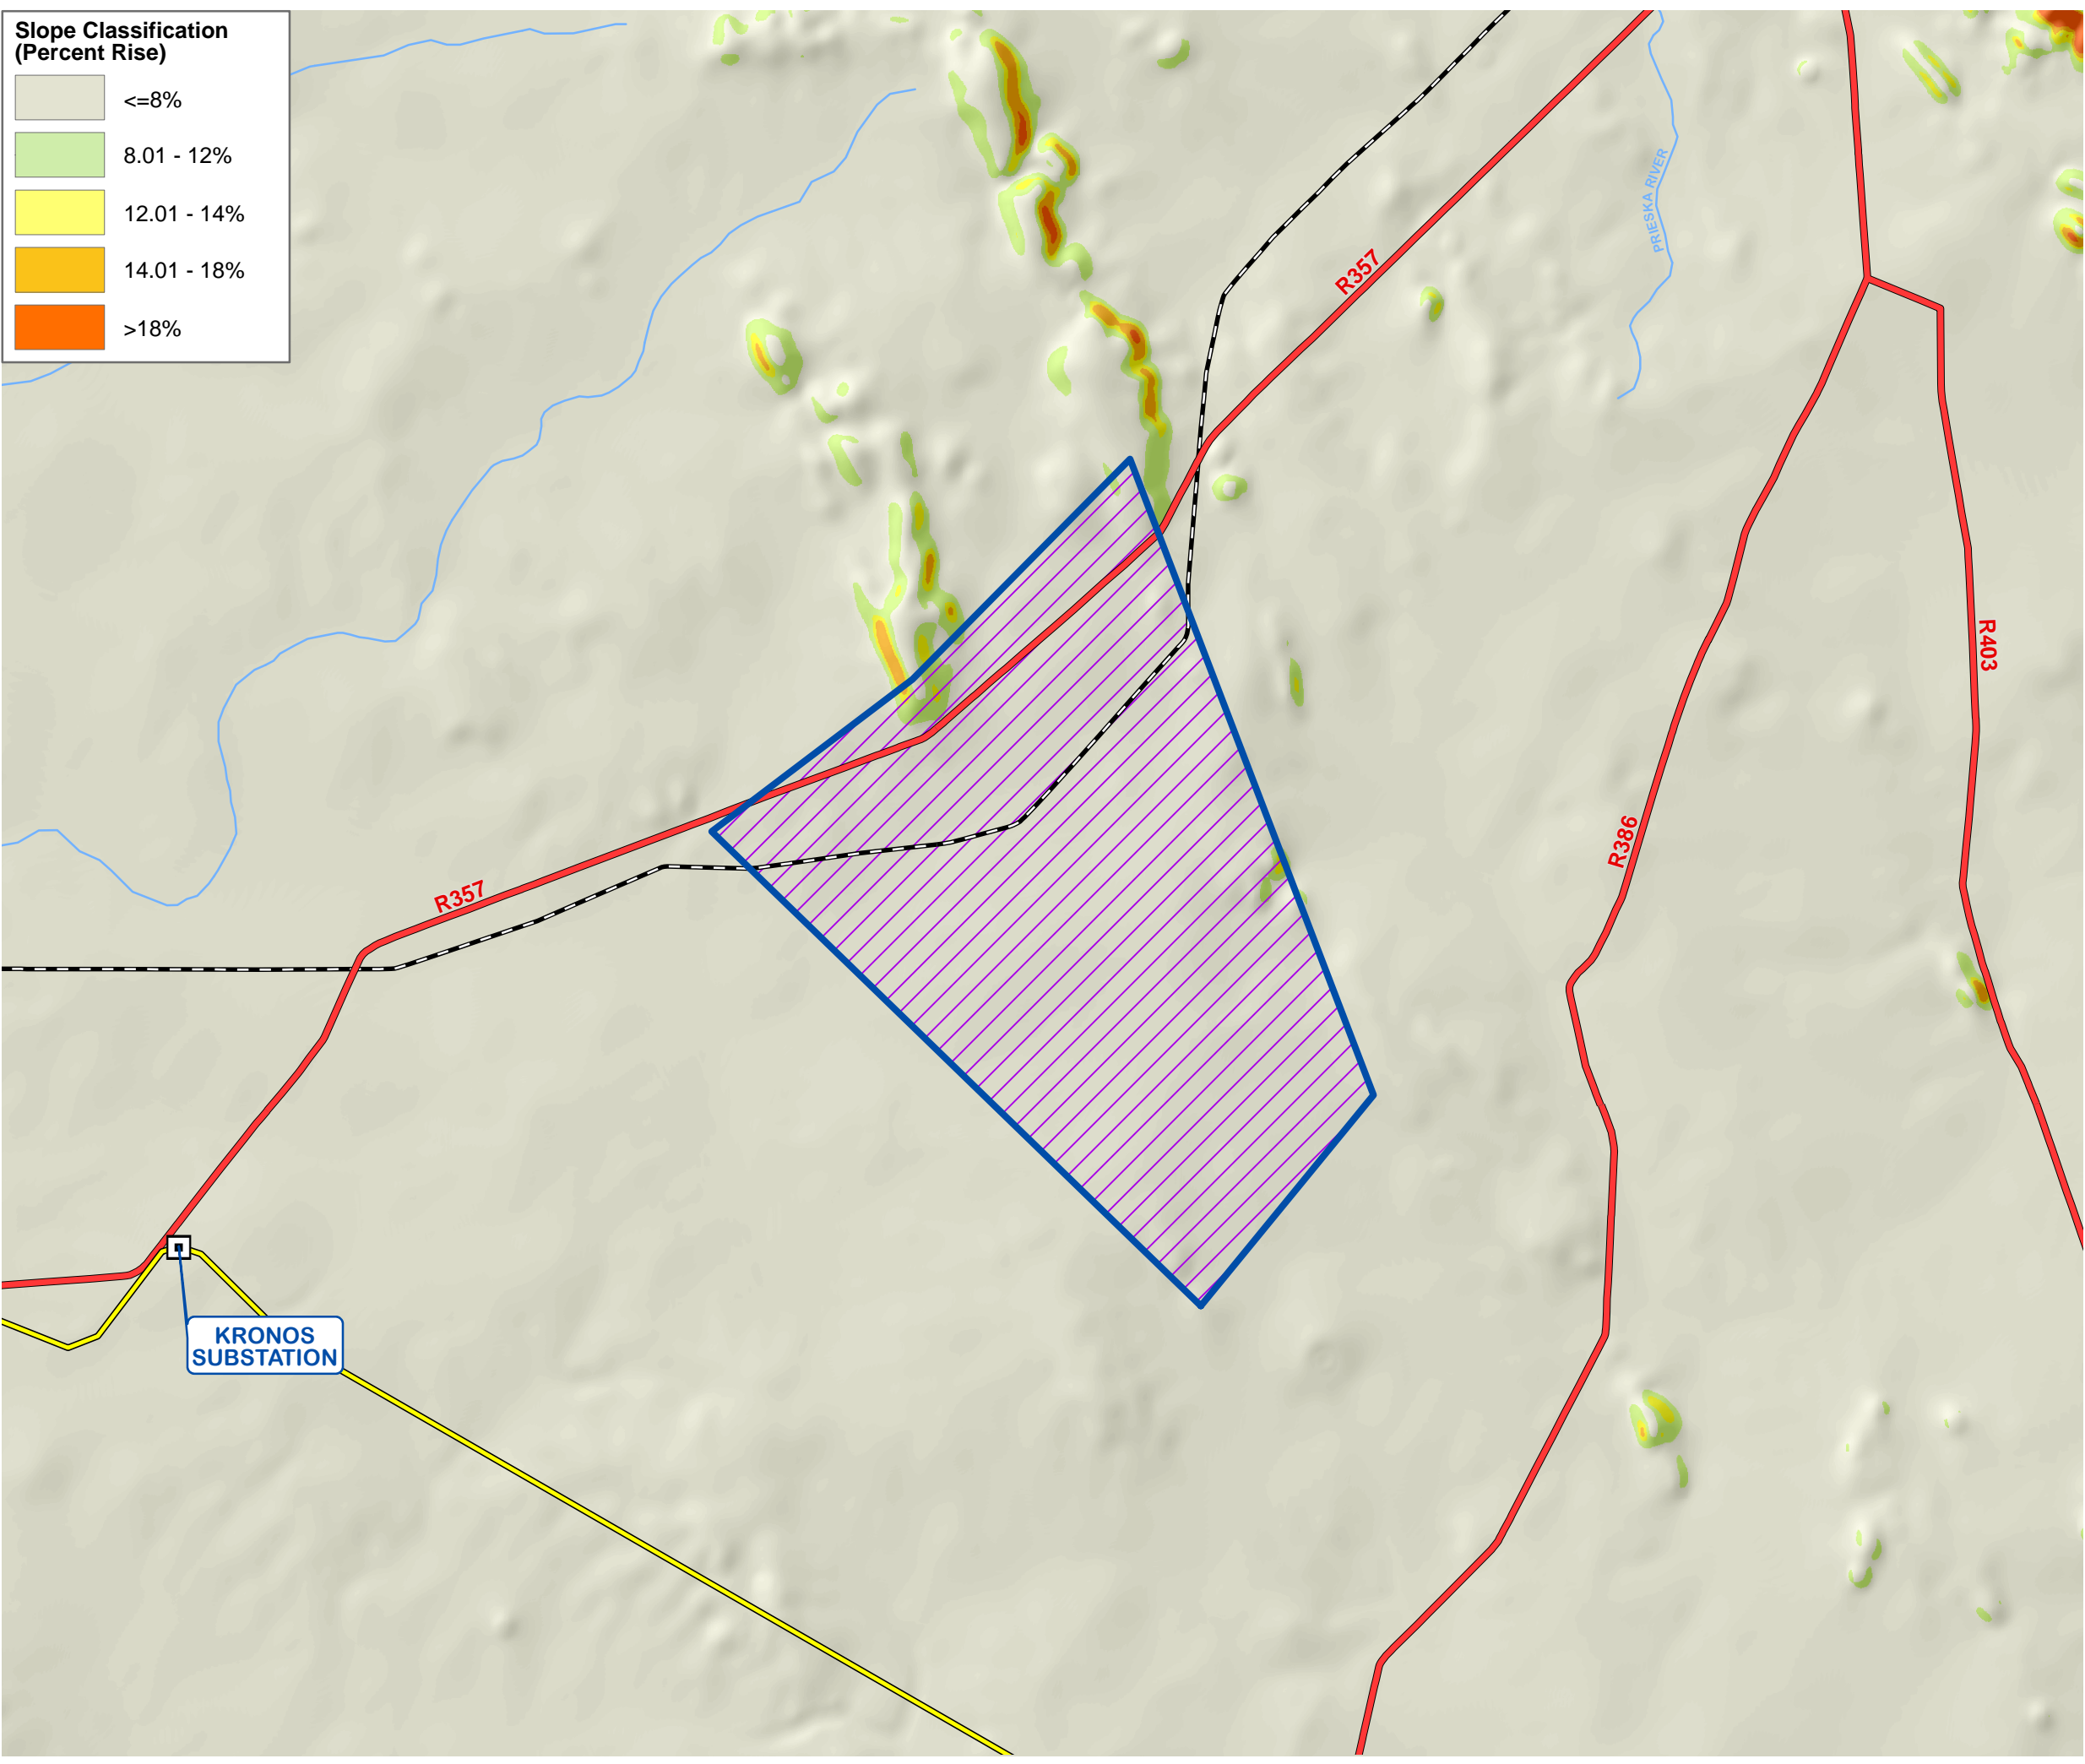 Slope Classification
(Percent Rise)
<=8%
8.01 - 12%
12.01 - 14%
14.01 - 18%
>18%
PRIESKA RIVER
R357
R403
R386
R357
KRONOS
SUBSTATION